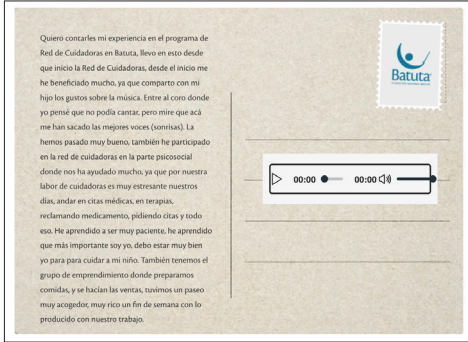 Quiero contarles mi experiencia en el programa de
Red de Cuidadoras en Batuta, llevo en esto desde
que inicio la Red de Cuidadoras, desde el inicio me
he beneficiado mucho, ya que comparto con mi
hijo los gustos sobre la música. Entre al coro donde
yo pensé que no podía cantar, pero mire que acá
me han sacado las mejores voces (sonrisas). La
hemos pasado muy bueno, también he participado
en la red de cuidadoras en la parte psicosocial
donde nos ha ayudado mucho, ya que por nuestra
labor de cuidadoras es muy estresante nuestros
días, andar en citas médicas, en terapias,
reclamando medicamento, pidiendo citas y todo
eso. He aprendido a ser muy paciente, he aprendido
que más importante soy yo, debo estar muy bien
yo para para cuidar a mi niño. También tenemos el
grupo de emprendimiento donde preparamos
comidas, y se hacían las ventas, tuvimos un paseo
muy acogedor, muy rico un fin de semana con lo
producido con nuestro trabajo.
Batuta
00:00 00:00